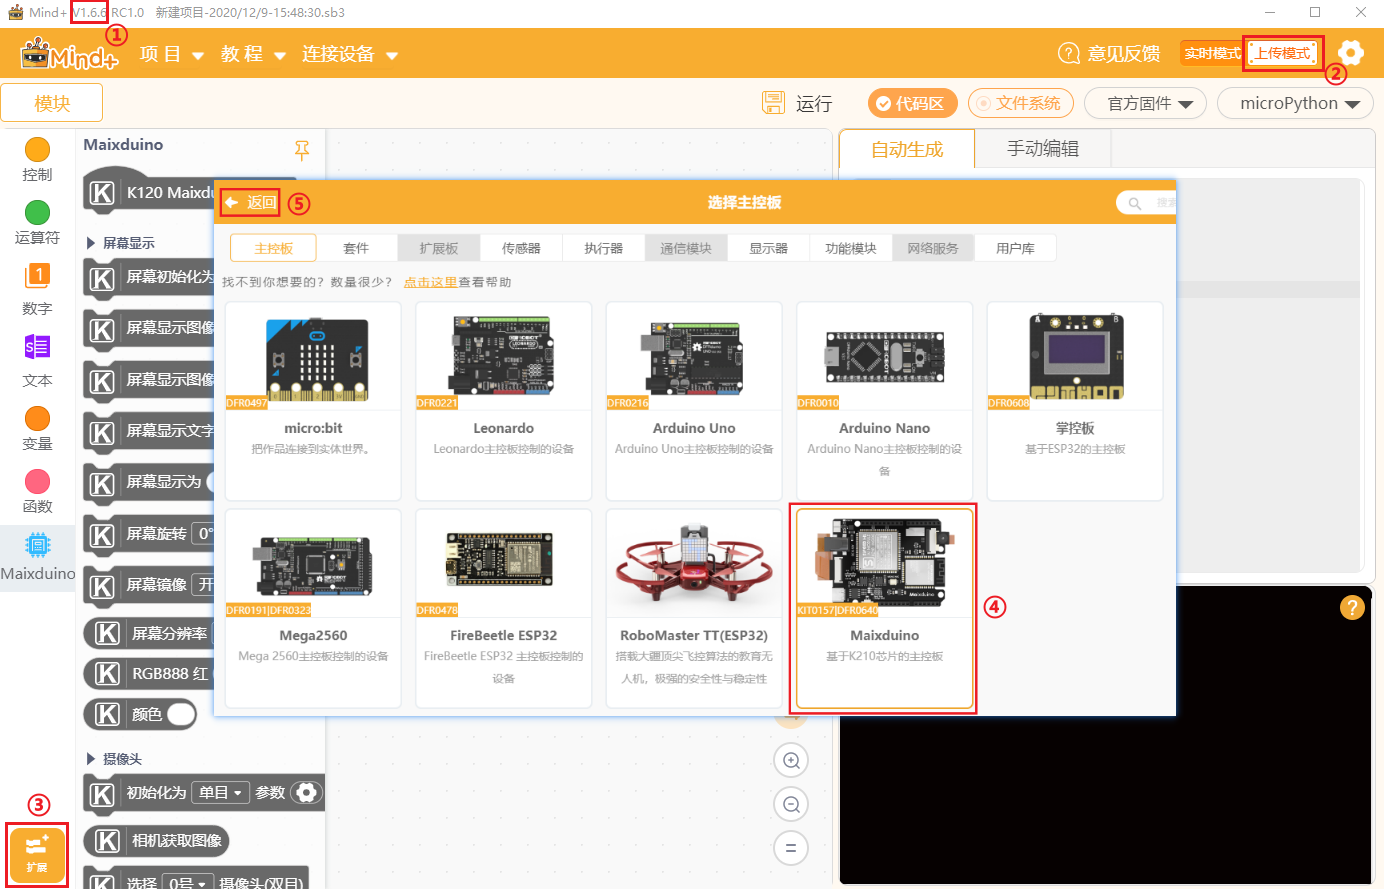 Mind+ V1.6.6 RC1.0 新建项目-2020/12/9-15:48:30.sb3
①
Mind+ 项目 教程 连接设备 意见反馈 实时模式 上传模式
②
模块 运行 代码区 文件系统 官方固件 microPython
自动生成 手动编辑
控制
运算符
1
数字
文本
变量
函数
Maixduino
③
扩展
Maixduino
K120 Maixdu
屏幕显示
屏幕初始化为
屏幕显示图像
屏幕显示图像
屏幕显示文字
屏幕显示为
屏幕旋转 0°
屏幕镜像 开
屏幕分辨率
RGB888 红
颜色
摄像头
初始化为 单目 参数
相机获取图像
选择 0号 摄像头(双目)
返回 ⑤ 选择主控板 搜索
主控板 套件 扩展板 传感器 执行器 通信模块 显示器 功能模块 网络服务 用户库
找不到你想要的？数量很少？ 点击这里查看帮助
DFR0497
micro:bit
把作品连接到实体世界。
DFR0221
Leonardo
Leonardo主控板控制的设备
DFR0216
Arduino Uno
Arduino Uno主控板控制的设备
DFR0010
Arduino Nano
Arduino Nano主控板控制的设
备
DFR0608
掌控板
基于ESP32的主控板
DFR0191|DFR0323
Mega2560
Mega 2560主控板控制的设备
DFR0478
FireBeetle ESP32
FireBeetle ESP32 主控板控制的
设备
RoboMaster TT(ESP32)
搭载大疆顶尖飞控算法的教育无
人机，极强的安全性与稳定性
KIT0157|DFR0640
Maixduino
基于K210芯片的主控板
④
?